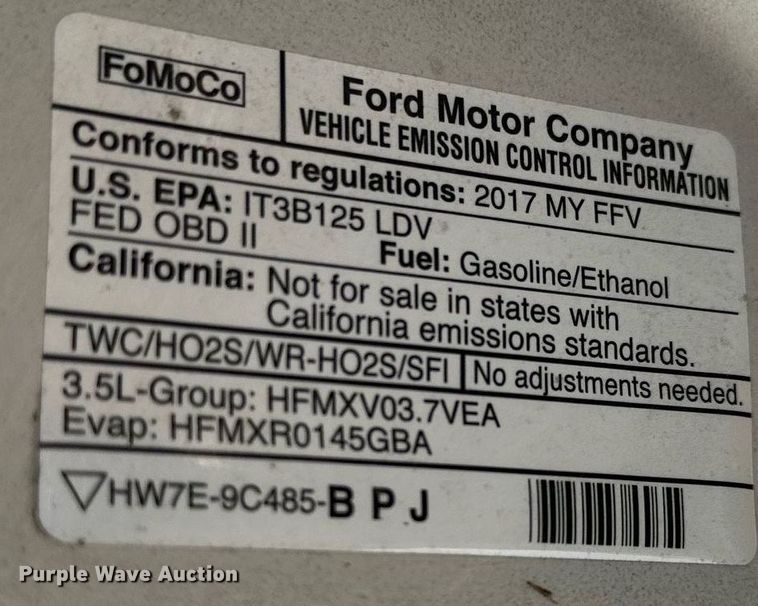 FoMoCo
Ford Motor Company
VEHICLE EMISSION CONTROL INFORMATION
Conforms to regulations: 2017 MY FFV
U.S. EPA: IT3B125 LDV
FED OBD II
Fuel: Gasoline/Ethanol
California: Not for sale in states with
California emissions standards.
TWC/HO2S/WR-HO2S/SFI No adjustments needed.
3.5L-Group: HFMXV03.7VEA
Evap: HFMXR0145GBA
HW7E-9C485-B P J
Purple Wave Auction